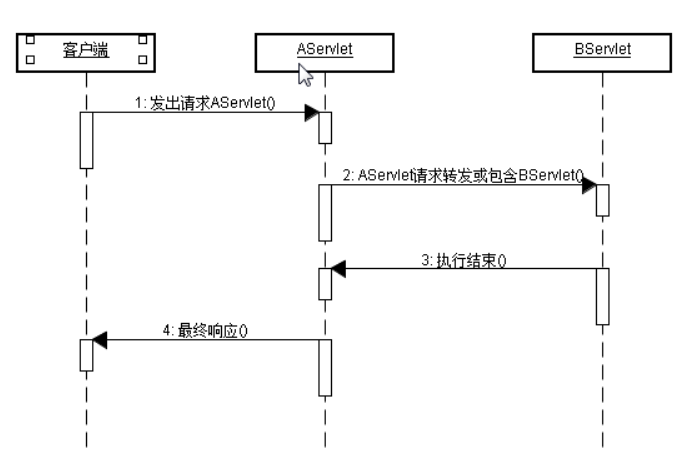 客户端
AServlet
BServlet
1: 发出请求AServlet()
2: AServlet请求转发或包含BServlet()
3: 执行结束()
4: 最终响应()